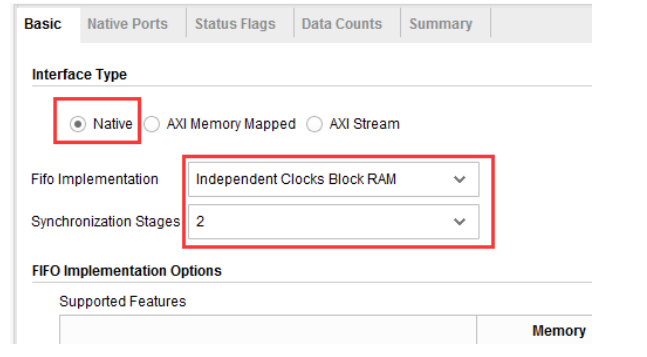 Basic Native Ports Status Flags Data Counts Summary
Interface Type
Native AXI Memory Mapped AXI Stream
Fifo Implementation Independent Clocks Block RAM
Synchronization Stages 2
FIFO Implementation Options
Supported Features
Memory